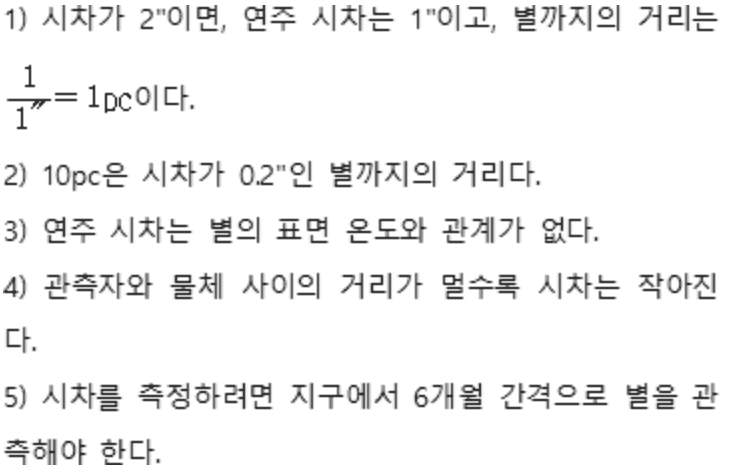 1) 시차가 2"이면, 연주 시차는 1"이고, 별까지의 거리는
1/1″ = 1pc이다.
2) 10pc은 시차가 0.2"인 별까지의 거리다.
3) 연주 시차는 별의 표면 온도와 관계가 없다.
4) 관측자와 물체 사이의 거리가 멀수록 시차는 작아진
다.
5) 시차를 측정하려면 지구에서 6개월 간격으로 별을 관
측해야 한다.